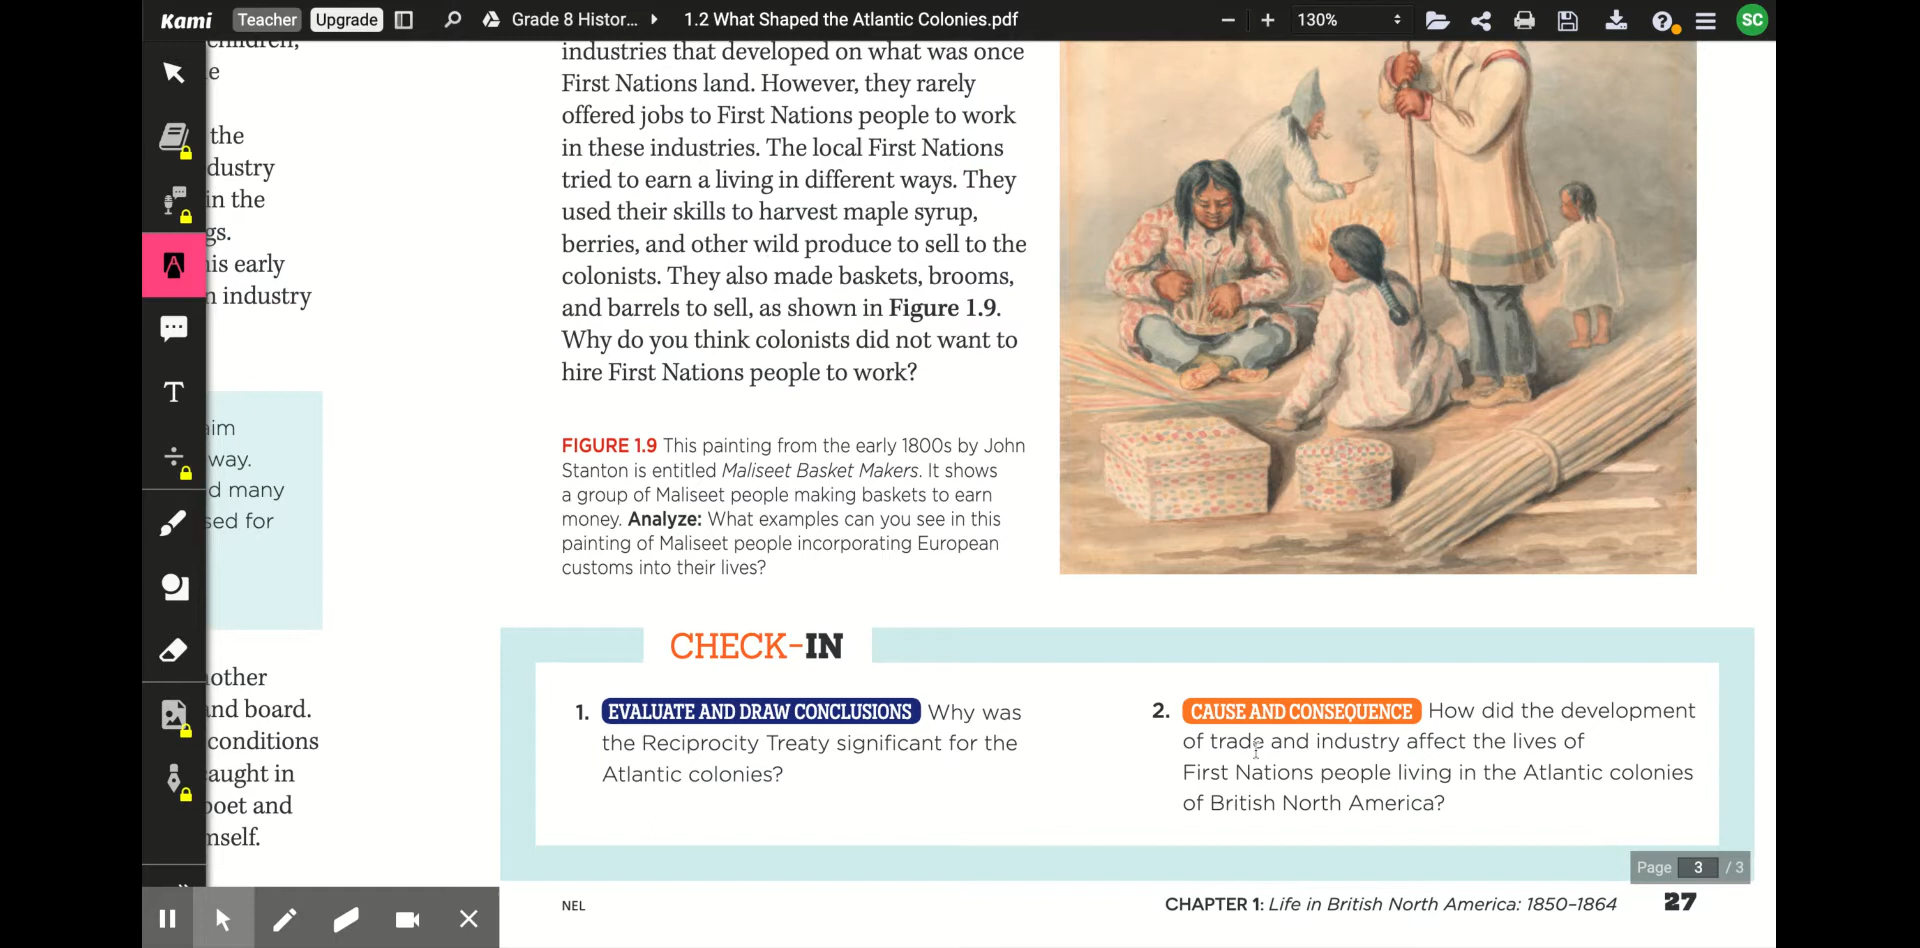 Kami Teacher Upgrade Grade 8 Histor... 1.2 What Shaped the Atlantic Colonies.pdf 130% SC
children,
e
the
dustry
in the
gs.
is early
n industry
aim
way.
d many
sed for
other
and board.
conditions
caught in
poet and
mself.
industries that developed on what was once
First Nations land. However, they rarely
offered jobs to First Nations people to work
in these industries. The local First Nations
tried to earn a living in different ways. They
used their skills to harvest maple syrup,
berries, and other wild produce to sell to the
colonists. They also made baskets, brooms,
and barrels to sell, as shown in Figure 1.9.
Why do you think colonists did not want to
hire First Nations people to work?
FIGURE 1.9 This painting from the early 1800s by John
Stanton is entitled Maliseet Basket Makers. It shows
a group of Maliseet people making baskets to earn
money. Analyze: What examples can you see in this
painting of Maliseet people incorporating European
customs into their lives?
CHECK-IN
1. EVALUATE AND DRAW CONCLUSIONS Why was
the Reciprocity Treaty significant for the
Atlantic colonies?
2. CAUSE AND CONSEQUENCE How did the development
of trade and industry affect the lives of
First Nations people living in the Atlantic colonies
of British North America?
Page 3 / 3
NEL
CHAPTER 1: Life in British North America: 1850–1864 27